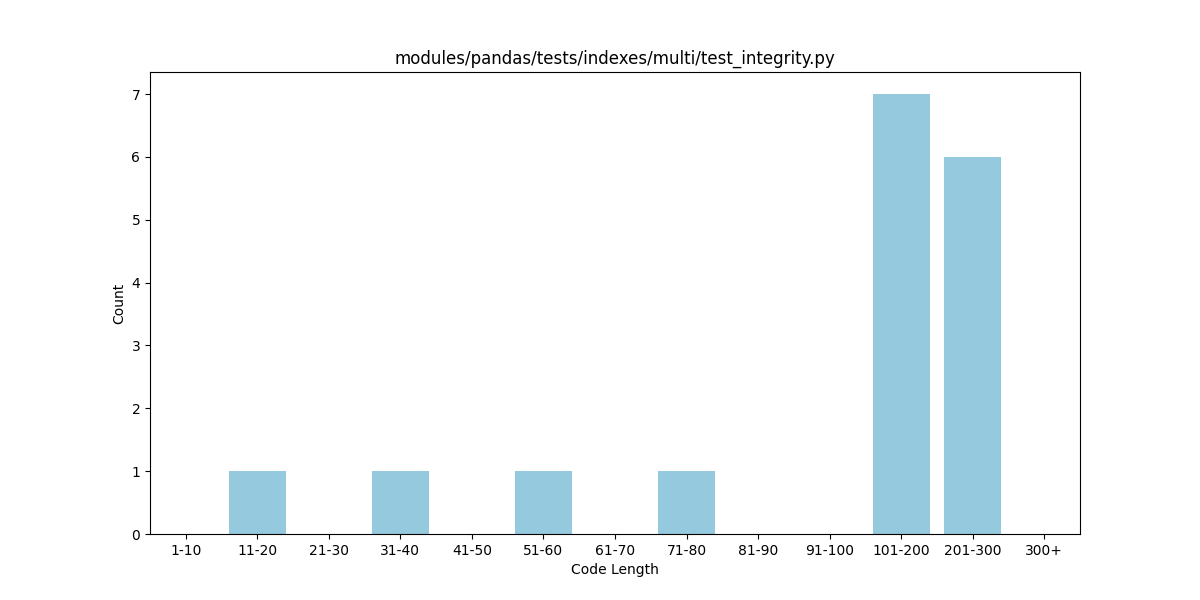 modules/pandas/tests/indexes/multi/test_integrity.py
7
6
5
4
3
2
1
0
Count
1-10 11-20 21-30 31-40 41-50 51-60 61-70 71-80 81-90 91-100 101-200 201-300 300+
Code Length